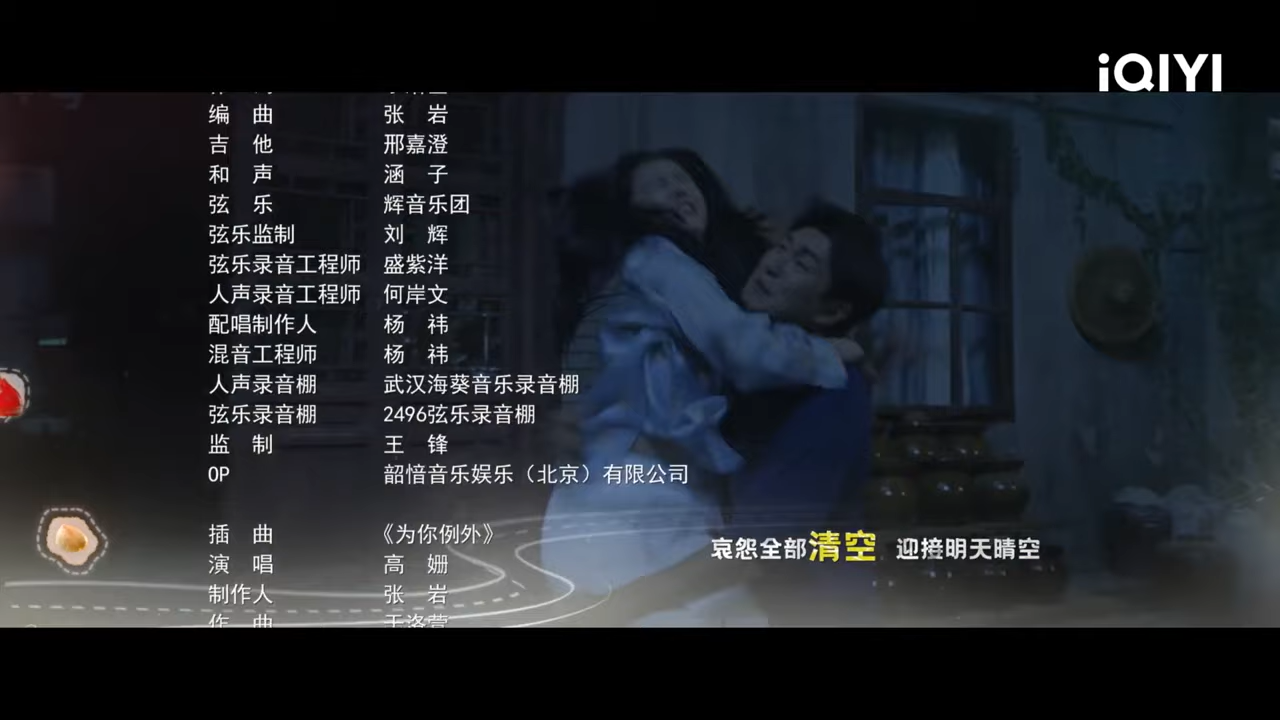 iQIYI
编 曲 张 岩
吉 他 邢嘉澄
和 声 涵 子
弦 乐 辉音乐团
弦乐监制 刘 辉
弦乐录音工程师 盛紫洋
人声录音工程师 何岸文
配唱制作人 杨 祎
混音工程师 杨 祎
人声录音棚 武汉海葵音乐录音棚
弦乐录音棚 2496弦乐录音棚
监 制 王 锋
OP 韶愔音乐娱乐（北京）有限公司
插 曲 《为你例外》
哀怨全部清空 迎接明天晴空
演 唱 高 姗
制作人 张 岩
作 曲